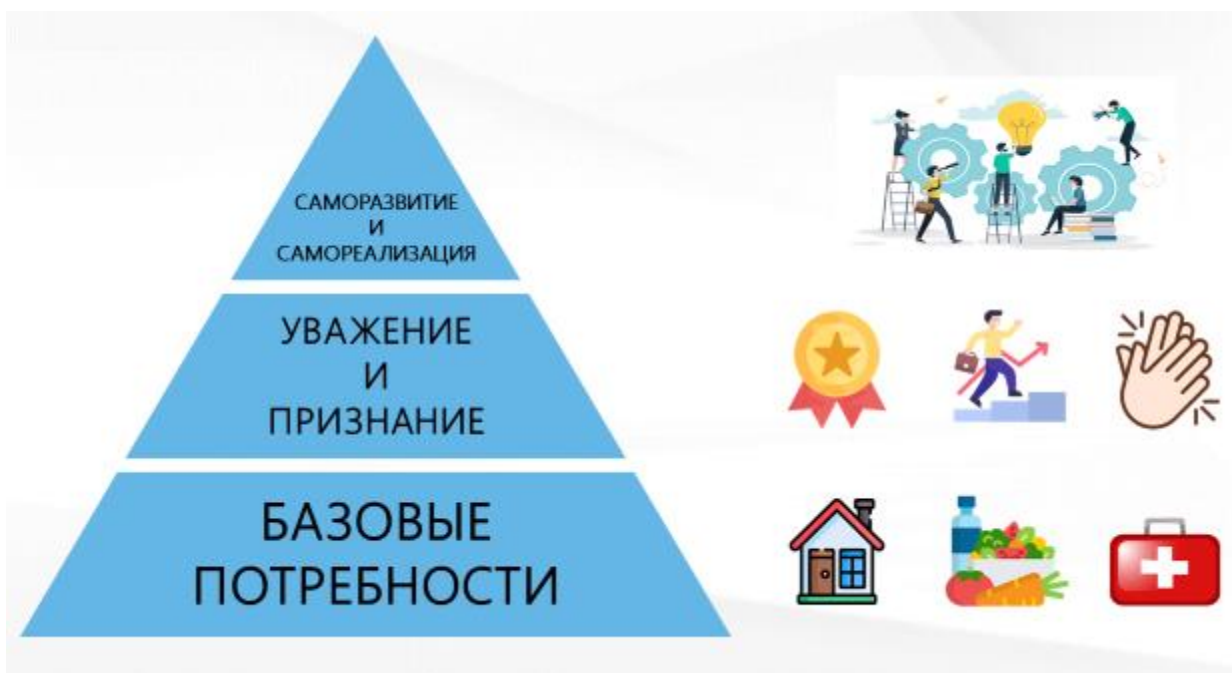 САМОРАЗВИТИЕ
И
САМОРЕАЛИЗАЦИЯ
УВАЖЕНИЕ
И
ПРИЗНАНИЕ
БАЗОВЫЕ
ПОТРЕБНОСТИ